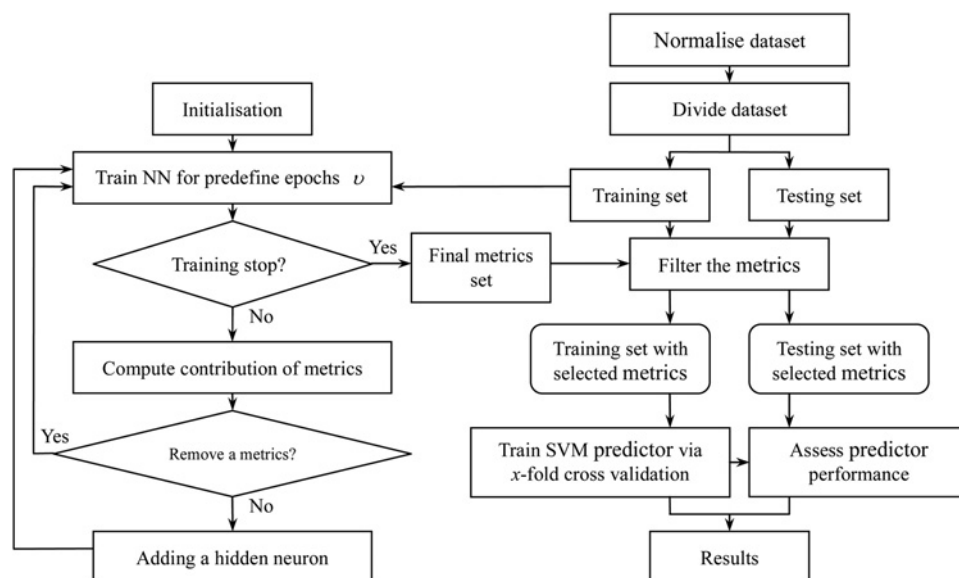 Normalise dataset
Initialisation
Divide dataset
Train NN for predefine epochs υ
Training set
Testing set
Training stop?
Yes
Final metrics
set
Filter the metrics
No
Compute contribution of metrics
Training set with
selected metrics
Testing set with
selected metrics
Yes
Remove a metrics?
Train SVM predictor via
x-fold cross validation
Assess predictor
performance
No
Adding a hidden neuron
Results